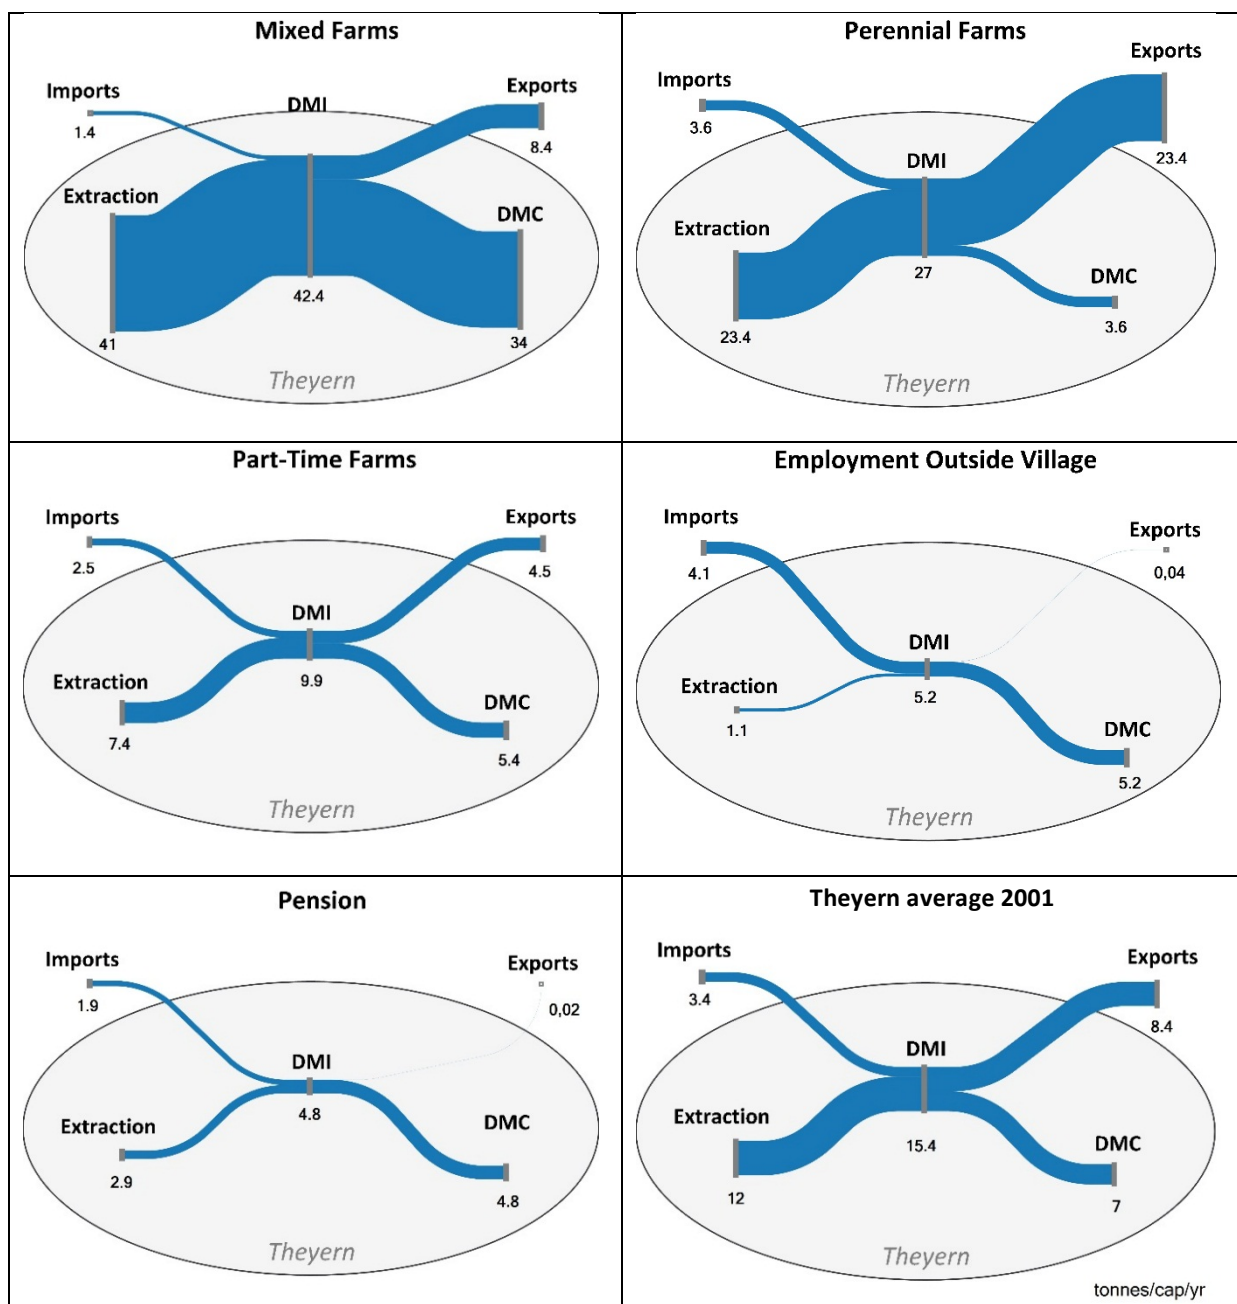 Mixed Farms
Imports
1.4
DMI
Exports
8.4
Extraction
41
42.4
DMC
34
Theyern
Perennial Farms
Imports
3.6
Exports
23.4
DMI
27
Extraction
23.4
DMC
3.6
Theyern
Part-Time Farms
Imports
2.5
Exports
4.5
DMI
9.9
Extraction
7.4
DMC
5.4
Theyern
Employment Outside Village
Imports
4.1
Exports
0,04
DMI
5.2
Extraction
1.1
DMC
5.2
Theyern
Pension
Imports
1.9
Exports
0,02
DMI
4.8
Extraction
2.9
DMC
4.8
Theyern
Theyern average 2001
Imports
3.4
Exports
8.4
DMI
15.4
Extraction
12
DMC
7
Theyern
tonnes/cap/yr